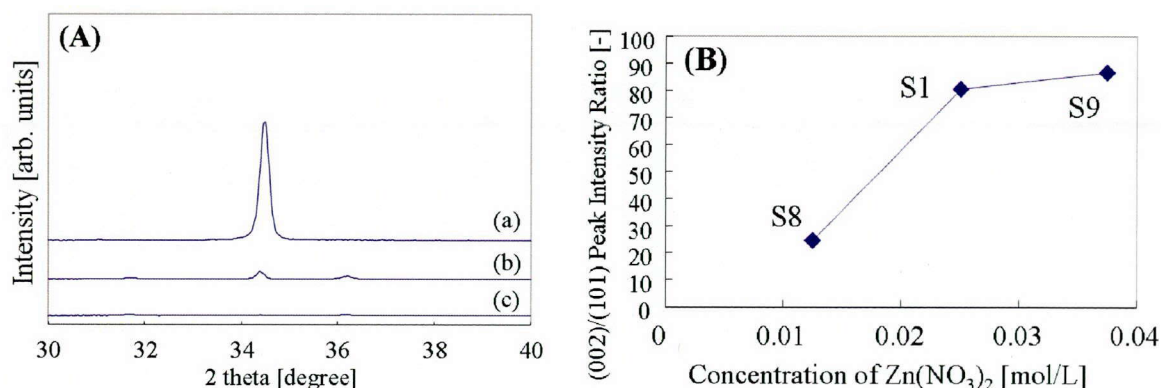 (A)
Intensity [arb. units]
(a)
(b)
(c)
30 32 34 36 38 40
2 theta [degree]
(B)
(002)/(101) Peak Intensity Ratio [-]
100
90
80
70
60
50
40
30
20
10
0
S8
S1
S9
0 0.01 0.02 0.03 0.04
Concentration of Zn(NO₃)₂ [mol/L]